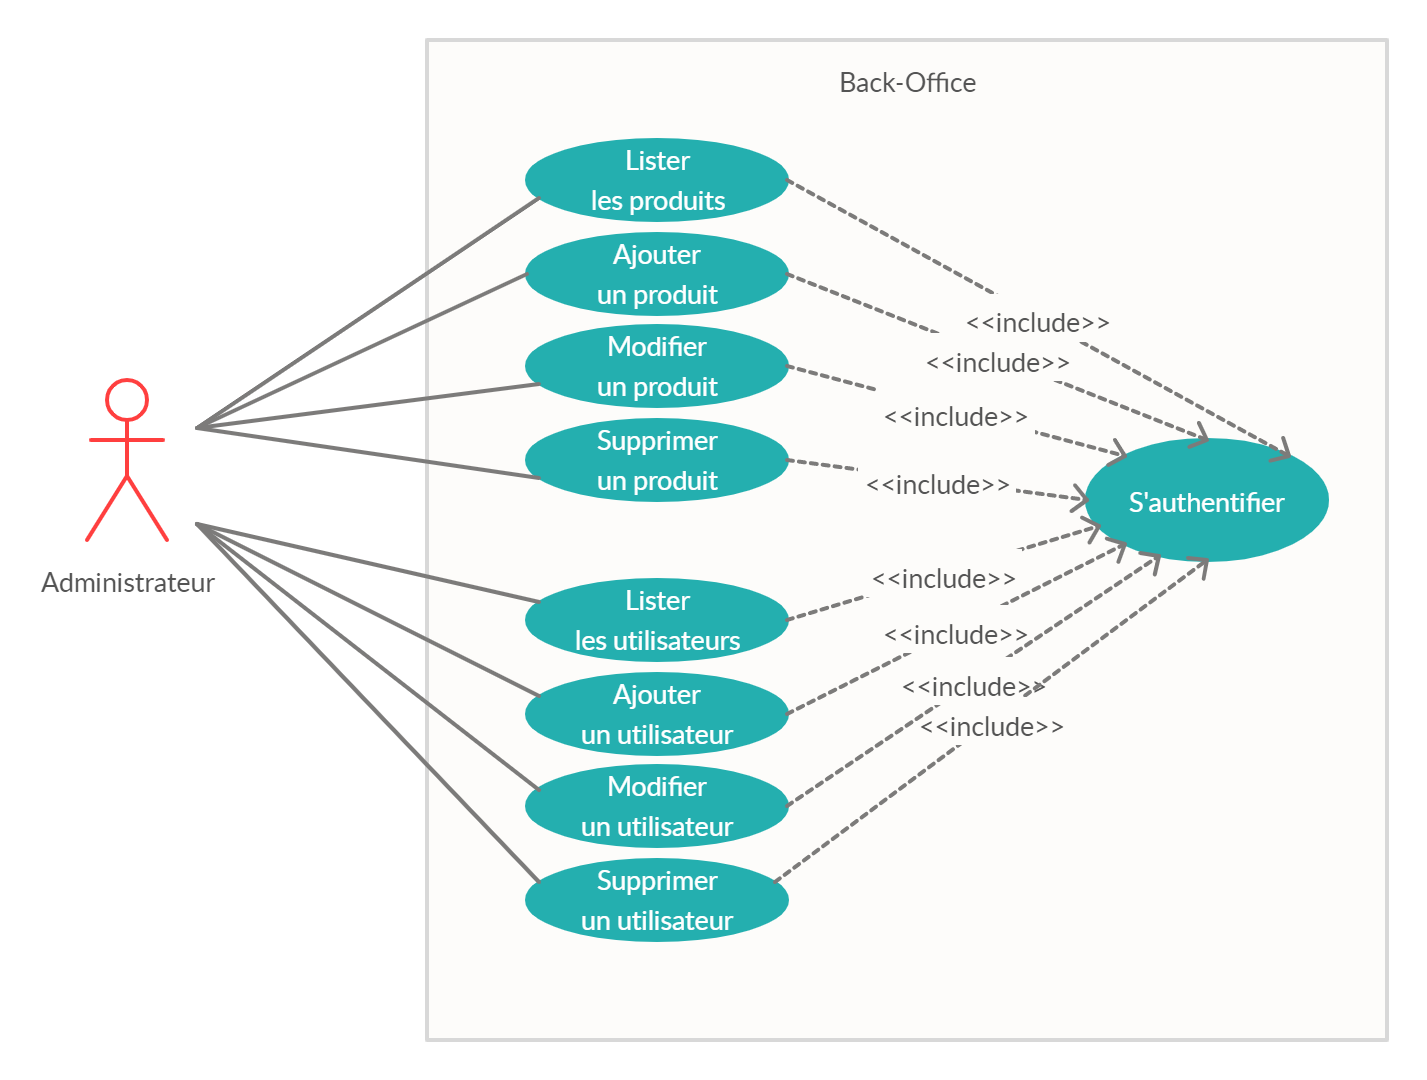 Back-Office
Lister
les produits
Ajouter
un produit
<<include>>
Modifier
un produit
<<include>>
<<include>>
Supprimer
un produit
<<include>>
S'authentifier
Administrateur
<<include>>
Lister
les utilisateurs
<<include>>
Ajouter
un utilisateur
<<include>>
<<include>>
Modifier
un utilisateur
Supprimer
un utilisateur